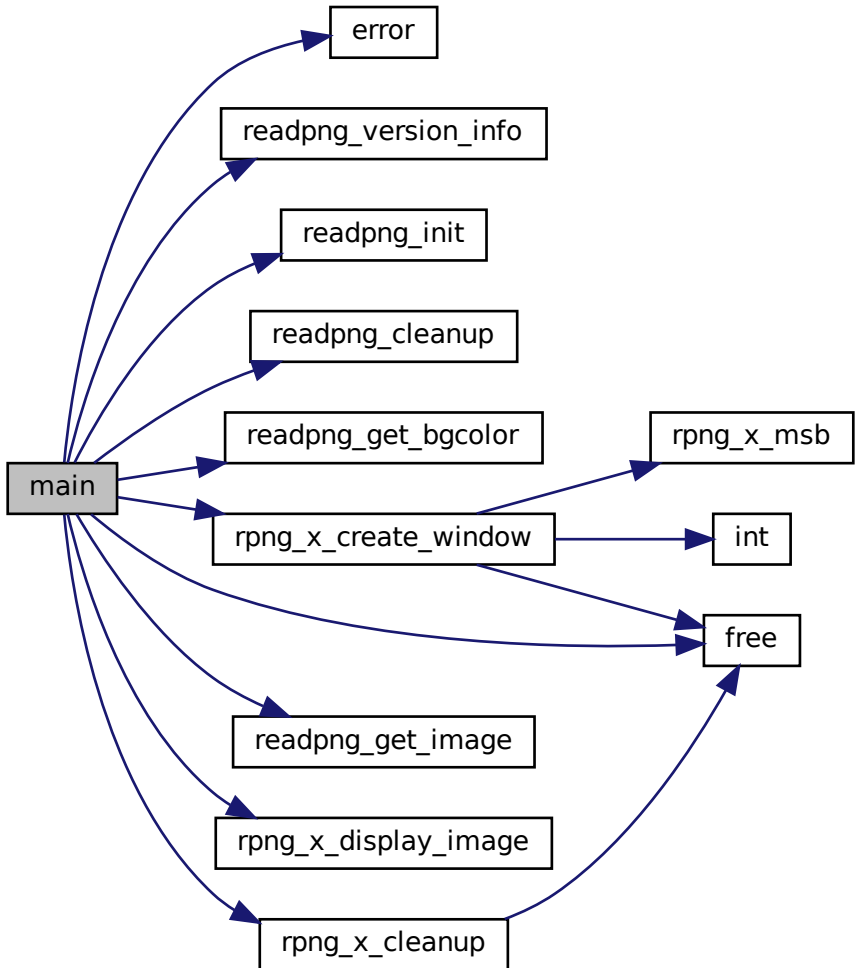 error
readpng_version_info
readpng_init
readpng_cleanup
readpng_get_bgcolor
rpng_x_msb
main
rpng_x_create_window
int
free
readpng_get_image
rpng_x_display_image
rpng_x_cleanup